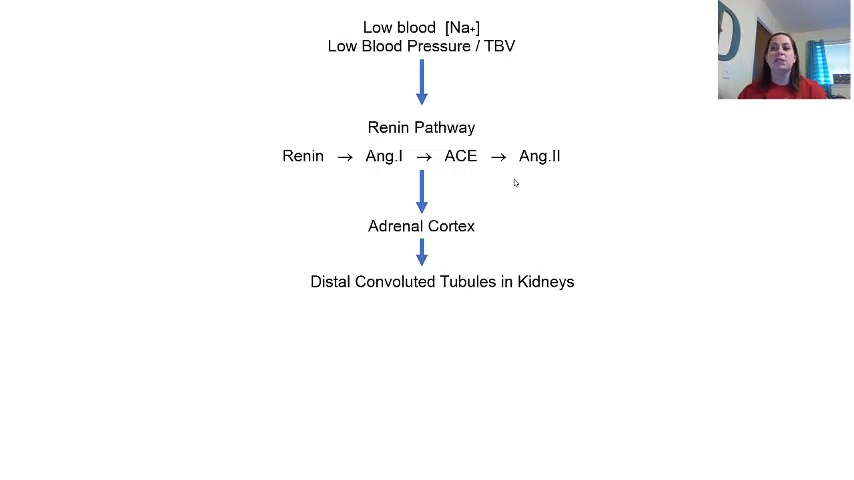 Low blood [Na+]
Low Blood Pressure / TBV
Renin Pathway
Renin → Ang.I → ACE → Ang.II
Adrenal Cortex
Distal Convoluted Tubules in Kidneys